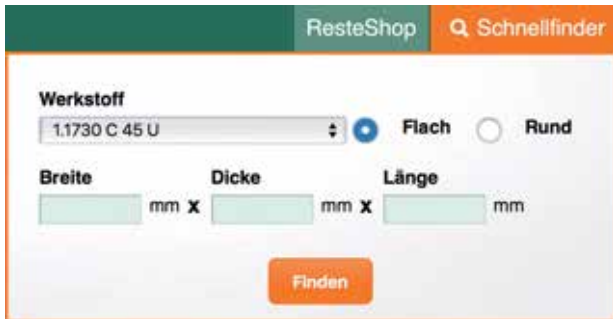 ResteShop Schnellfinder
Werkstoff
1.1730 C 45 U Flach Rund
Breite Dicke Länge
mm x mm x mm
Finden